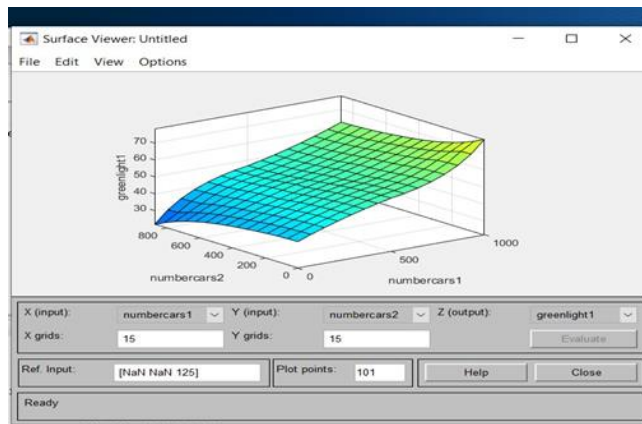 Surface Viewer: Untitled
File Edit View Options
greenlight1
70
60
50
40
30
800
600
400
200
0
0
500
1000
numbercars2
numbercars1
X (input): numbercars1 Y (input): numbercars2 Z (output): greenlight1
X grids: 15 Y grids: 15 Evaluate
Ref. Input: [NaN NaN 125] Plot points: 101 Help Close
Ready